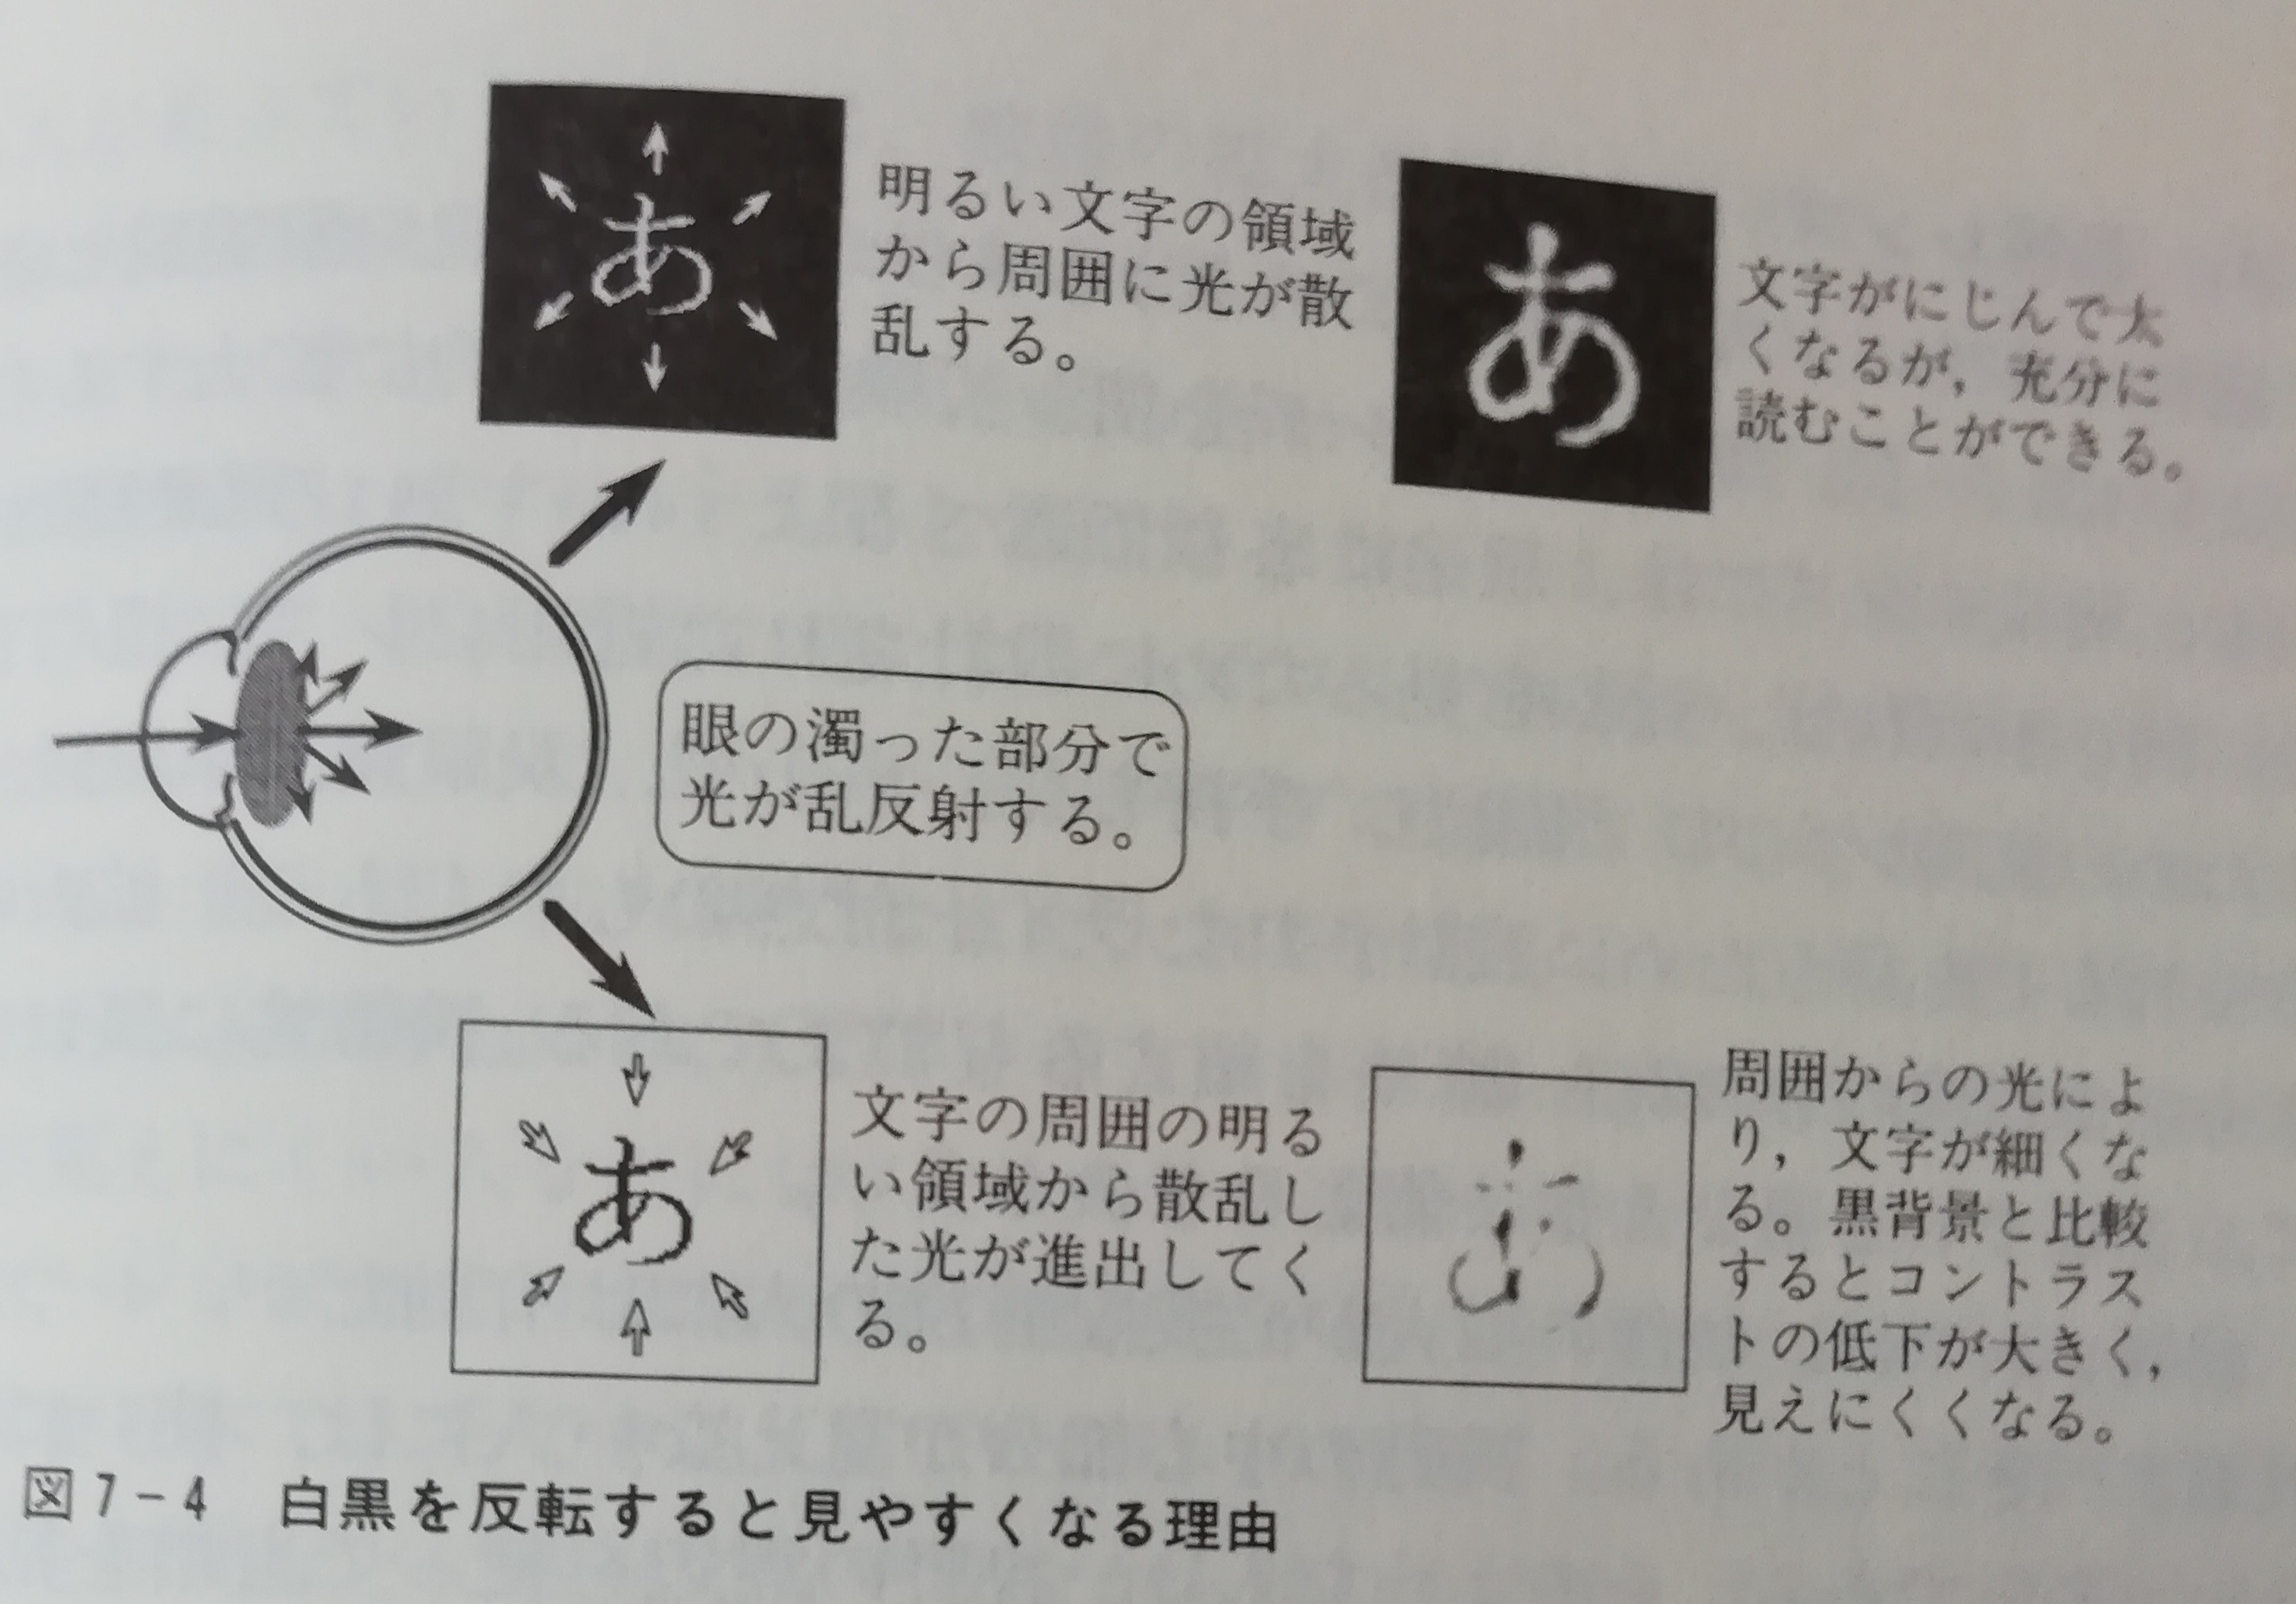 あ
明るい文字の領域
から周囲に光が散
乱する。
あ
文字がにじんで太
くなるが，充分に
読むことができる。
眼の濁った部分で
光が乱反射する。
あ
文字の周囲の明る
い領域から散乱し
た光が進出してく
る。
周囲からの光によ
り，文字が細くな
る。黒背景と比較
するとコントラス
トの低下が大きく，
見えにくくなる。
図7-4 白黒を反転すると見やすくなる理由